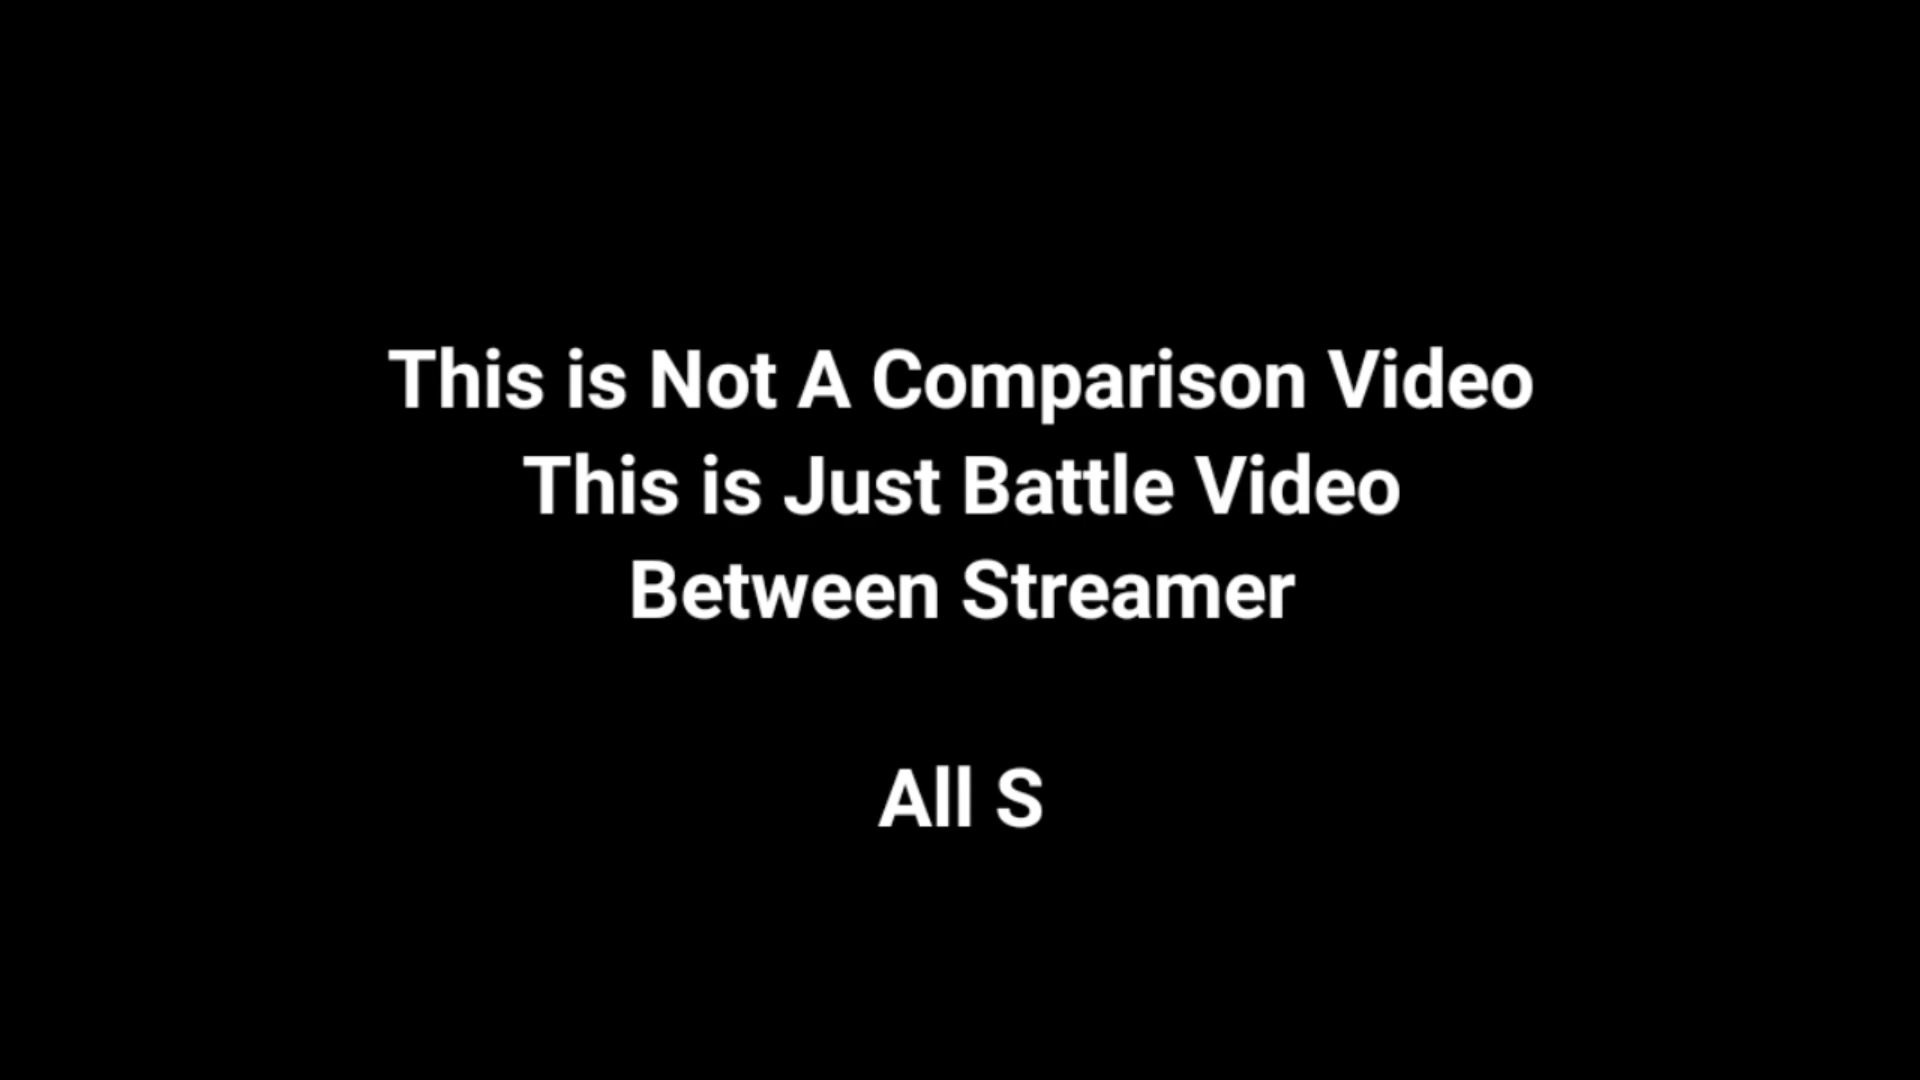 This is Not A Comparison Video
This is Just Battle Video
Between Streamer
All S